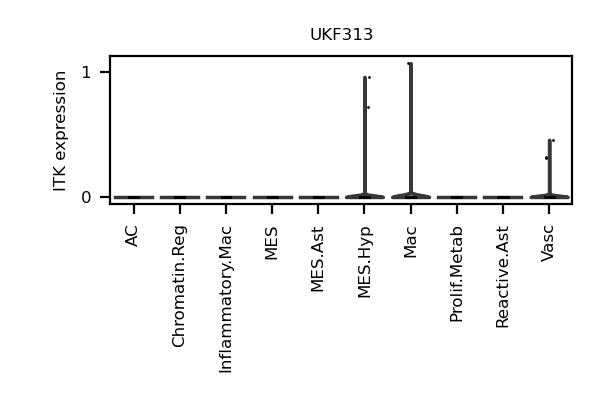 UKF313
ITK expression
1
0
AC
Chromatin.Reg
Inflammatory.Mac
MES
MES.Ast
MES.Hyp
Mac
Prolif.Metab
Reactive.Ast
Vasc